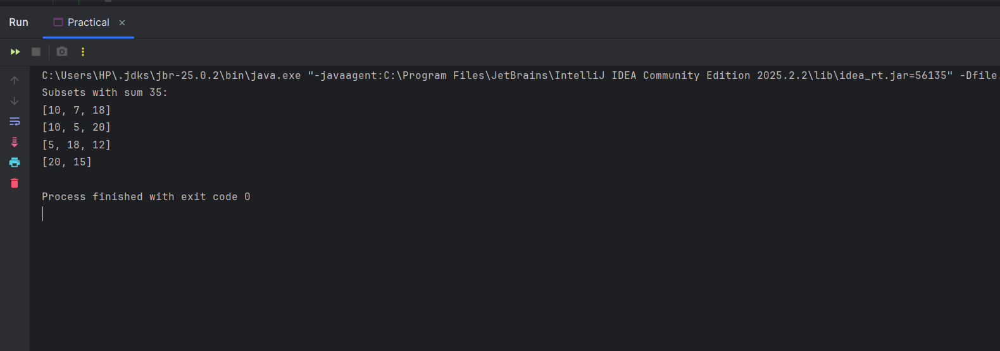 Run Practical
C:\Users\HP\.jdks\jbr-25.0.2\bin\java.exe "-javaagent:C:\Program Files\JetBrains\IntelliJ IDEA Community Edition 2025.2.2\lib\idea_rt.jar=56135" -Dfile.
Subsets with sum 35:
[10, 7, 18]
[10, 5, 20]
[5, 18, 12]
[20, 15]
Process finished with exit code 0